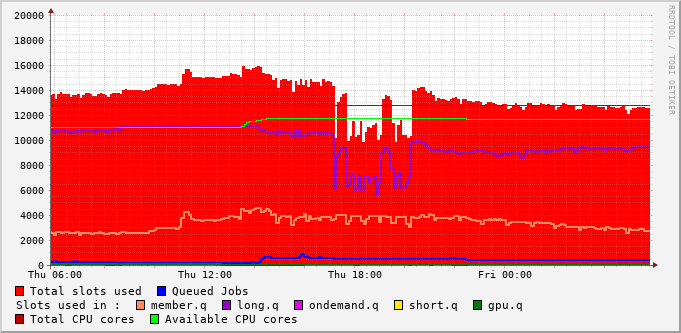 20000
18000
16000
14000
12000
10000
8000
6000
4000
2000
0
Thu 06:00 Thu 12:00 Thu 18:00 Fri 00:00
RRDTOOL / TOBI OETIKER
Total slots used Queued Jobs
Slots used in : member.q long.q ondemand.q short.q gpu.q
Total CPU cores Available CPU cores